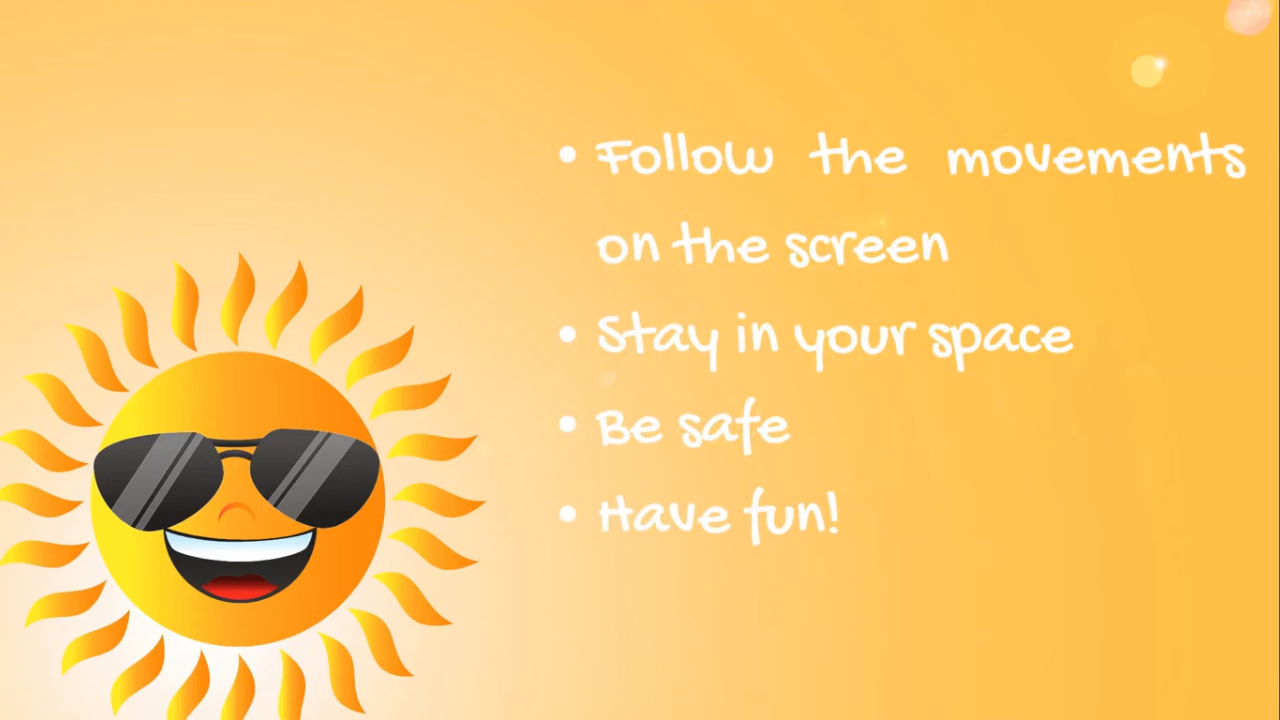 • Follow the movements
on the screen
• Stay in your space
• Be safe
• Have fun!